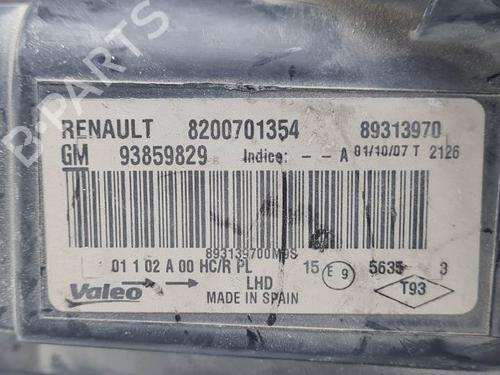 B-PARTS
RENAULT 8200701354 89313970
GM 93859829 Indice: - - A 01/10/07 T 2126
893139700M9S
01 1 02 A 00 HC/R PL 15 E 9 5635 3
Valeo LHD T93
MADE IN SPAIN